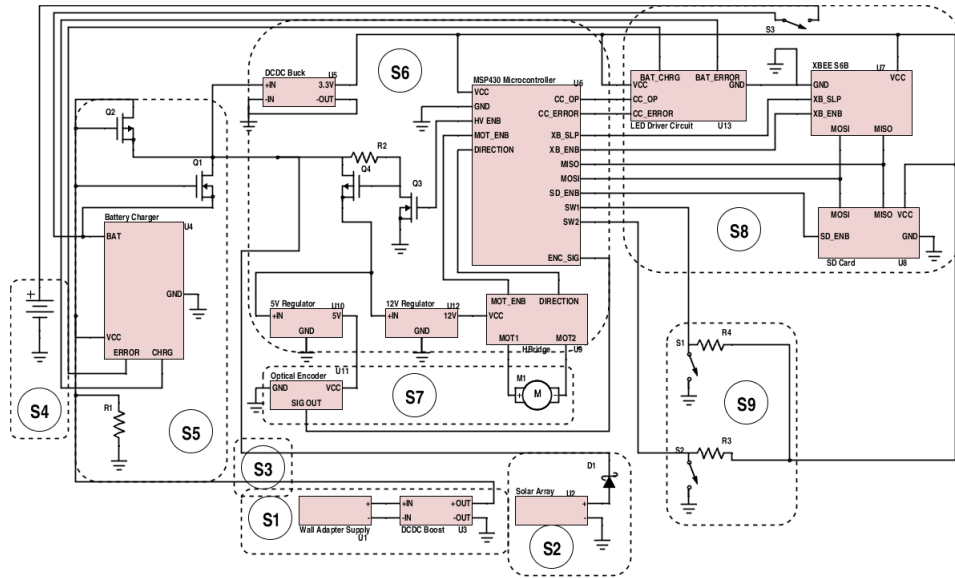 S3
DCDC Buck
U5
+IN
3.3V
-IN
-OUT
S6
MSP430 Microcontroller
U6
VCC
GND
HV ENB
MOT_ENB
DIRECTION
CC_OP
CC_ERROR
XB_SLP
XB_ENB
MISO
MOSI
SD_ENB
SW1
SW2
ENC_SIG
BAT_CHRG
BAT_ERROR
VCC
GND
CC_OP
CC_ERROR
LED Driver Circuit
U13
XBEE S6B
U7
VCC
GND
XB_SLP
XB_ENB
MOSI
MISO
MOSI
MISO
VCC
SD_ENB
GND
SD Card
U8
S8
Q2
Q1
R2
Q4
Q3
Battery Charger
U4
BAT
GND
VCC
ERROR
CHRG
R1
S5
+
S4
5V Regulator
U10
+IN
5V
GND
12V Regulator
U12
+IN
12V
GND
MOT_ENB
DIRECTION
VCC
MOT1
MOT2
H.Bridge
U9
Optical Encoder
U11
GND
VCC
SIG OUT
S7
M1
+
M
-
S1
R4
S9
S2
R3
S3
S1
+
-
Wall Adapter Supply
U1
+IN
+OUT
-IN
-OUT
DCDC Boost
U3
D1
Solar Array
U2
+
-
S2